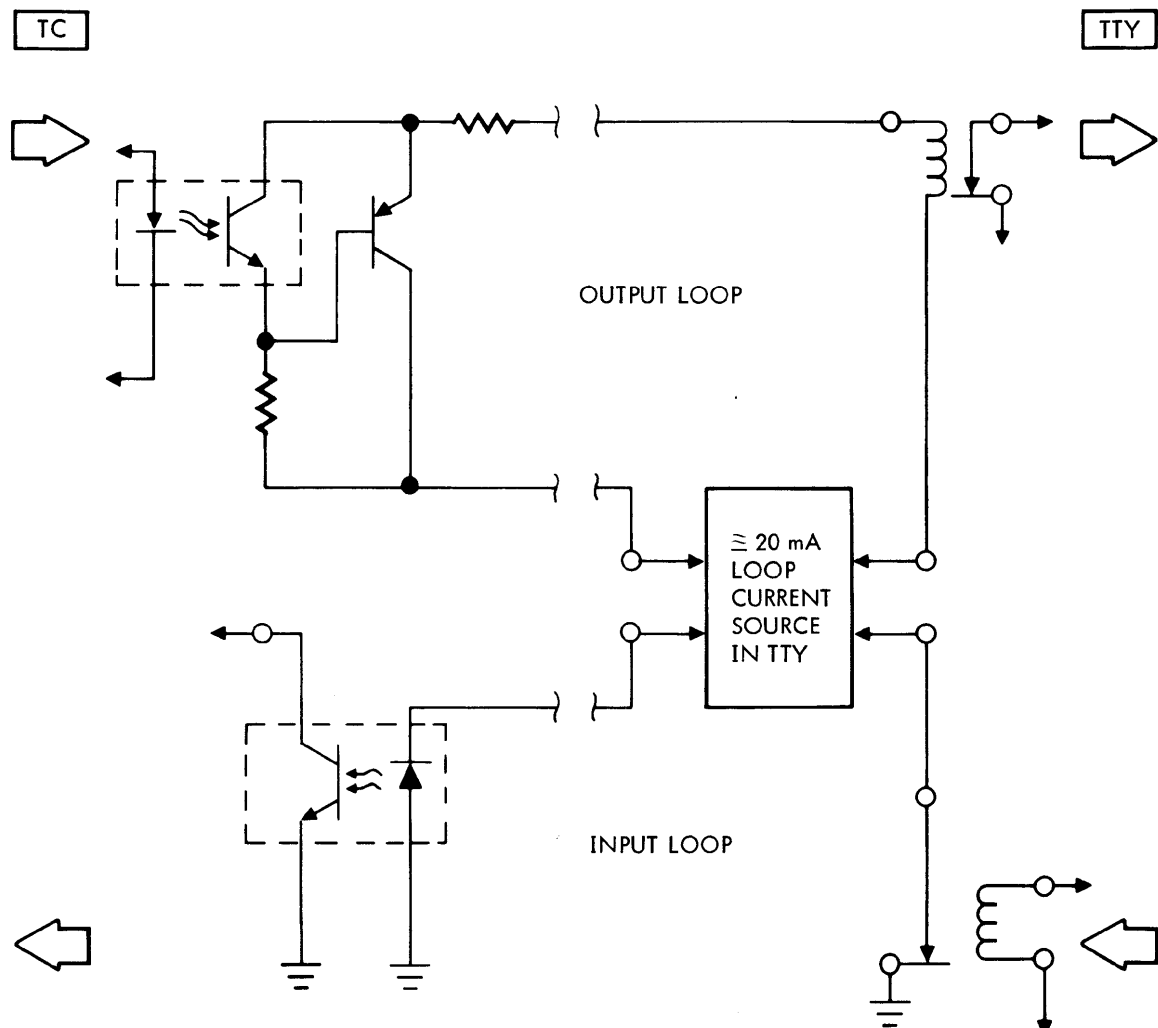 TC
TTY
OUTPUT LOOP
≅ 20 mA
LOOP
CURRENT
SOURCE
IN TTY
INPUT LOOP